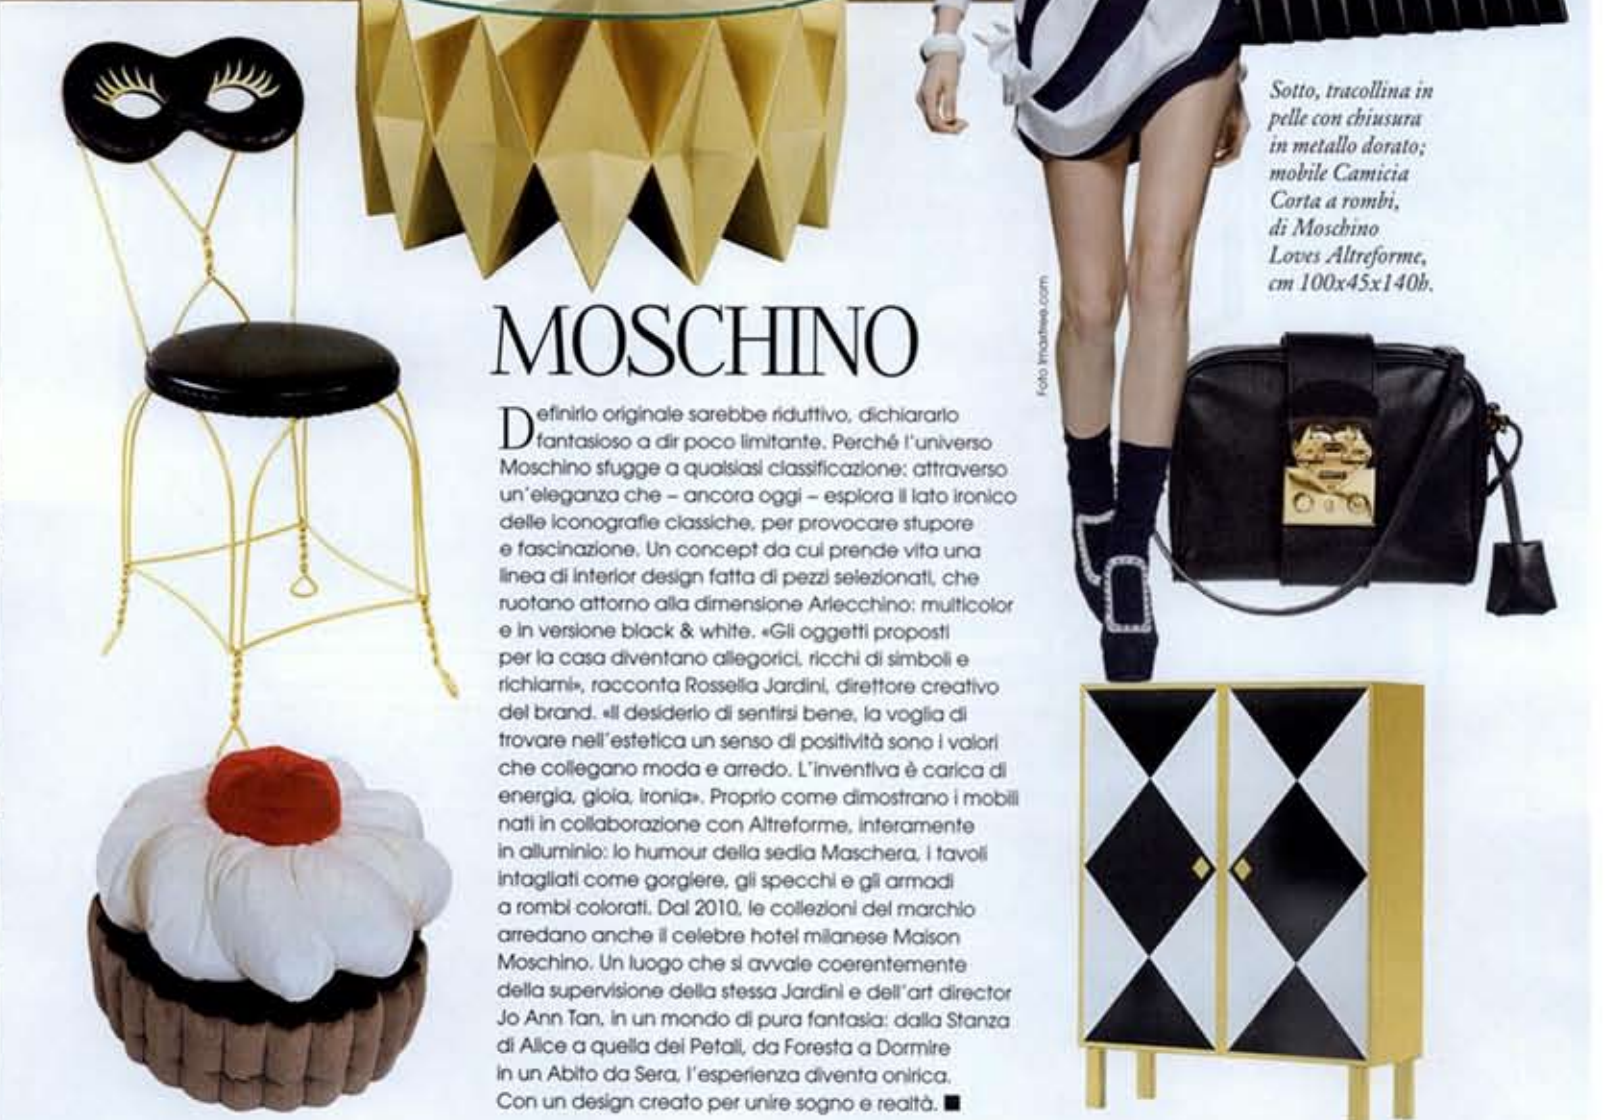 Sotto, tracollina in
pelle con chiusura
in metallo dorato;
mobile Camicia
Corta a rombi,
di Moschino
Loves Altreforme,
cm 100x45x140h.
Foto Imaxtree.com
MOSCHINO
Definirlo originale sarebbe riduttivo, dichiararlo
fantasioso a dir poco limitante. Perché l'universo
Moschino sfugge a qualsiasi classificazione: attraverso
un'eleganza che – ancora oggi – esplora il lato ironico
delle iconografie classiche, per provocare stupore
e fascinazione. Un concept da cui prende vita una
linea di interior design fatta di pezzi selezionati, che
ruotano attorno alla dimensione Arlecchino: multicolor
e in versione black & white. «Gli oggetti proposti
per la casa diventano allegorici, ricchi di simboli e
richiami», racconta Rossella Jardini, direttore creativo
del brand. «Il desiderio di sentirsi bene, la voglia di
trovare nell'estetica un senso di positività sono i valori
che collegano moda e arredo. L'inventiva è carica di
energia, gioia, ironia». Proprio come dimostrano i mobili
nati in collaborazione con Altreforme, interamente
in alluminio: lo humour della sedia Maschera, i tavoli
intagliati come gorgiere, gli specchi e gli armadi
a rombi colorati. Dal 2010, le collezioni del marchio
arredano anche il celebre hotel milanese Maison
Moschino. Un luogo che si avvale coerentemente
della supervisione della stessa Jardini e dell'art director
Jo Ann Tan, in un mondo di pura fantasia: dalla Stanza
di Alice a quella dei Petali, da Foresta a Dormire
in un Abito da Sera, l'esperienza diventa onirica.
Con un design creato per unire sogno e realtà. ■